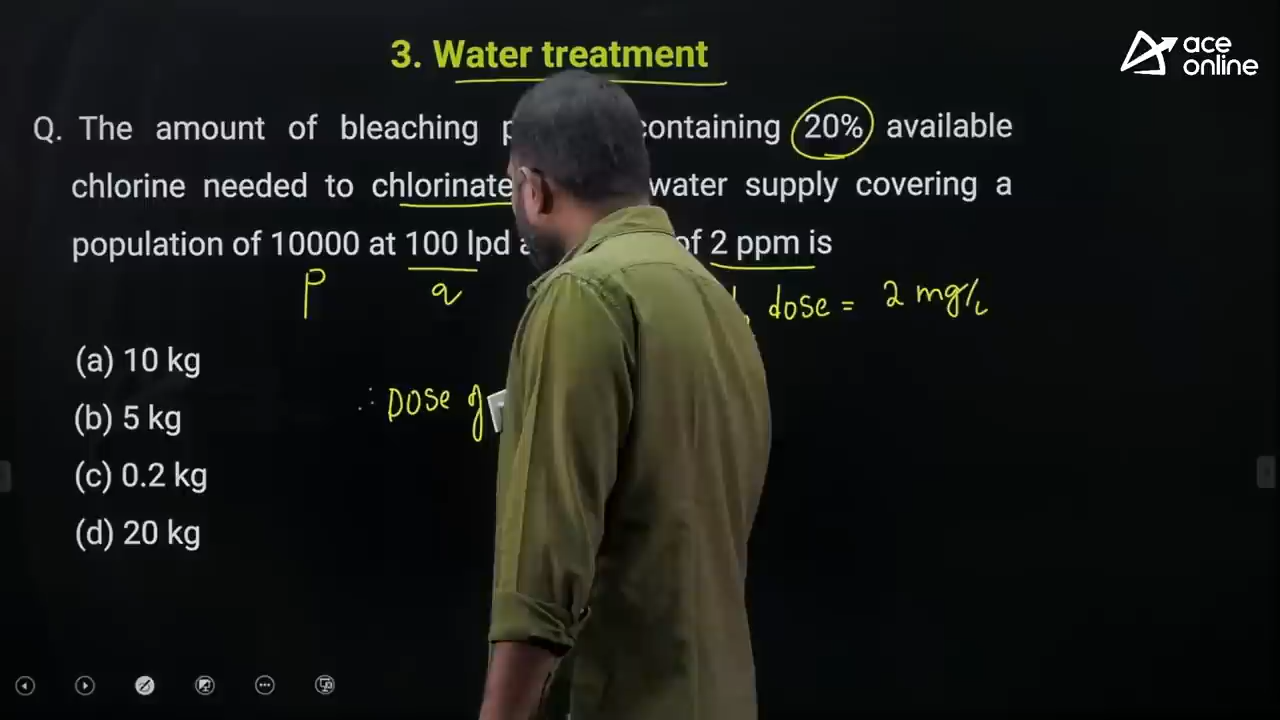 3. Water treatment
ace
online
Q. The amount of bleaching containing 20% available
chlorine needed to chlorinate water supply covering a
population of 10000 at 100 lpd of 2 ppm is
P q dose = 2 mg/L
(a) 10 kg
∴ Dose of
(b) 5 kg
(c) 0.2 kg
(d) 20 kg